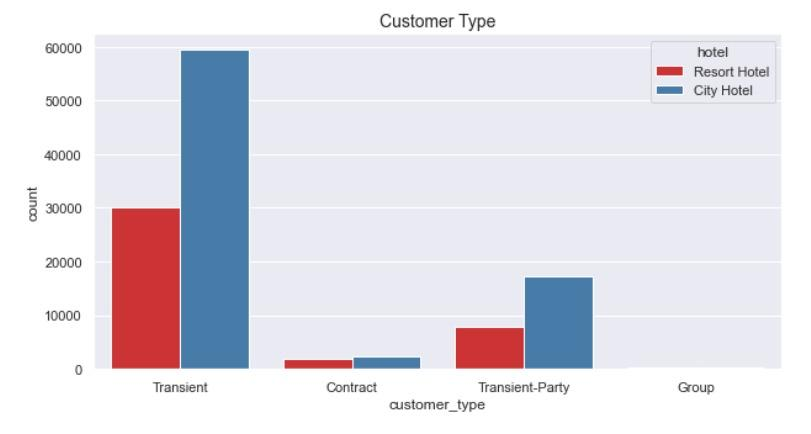 Customer Type
hotel
Resort Hotel
City Hotel
60000
50000
40000
30000
20000
10000
0
count
Transient
Contract
Transient-Party
Group
customer_type